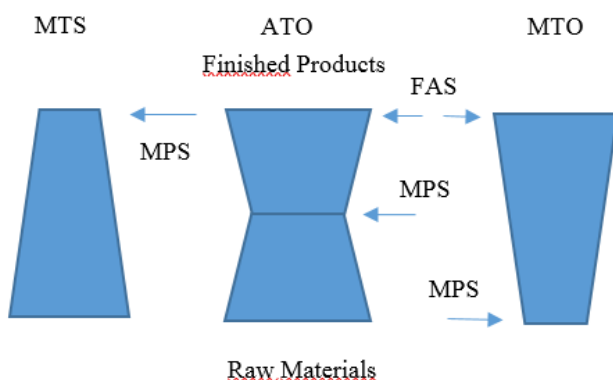 MTS ATO MTO
Finished Products
FAS
MPS
MPS
MPS
Raw Materials